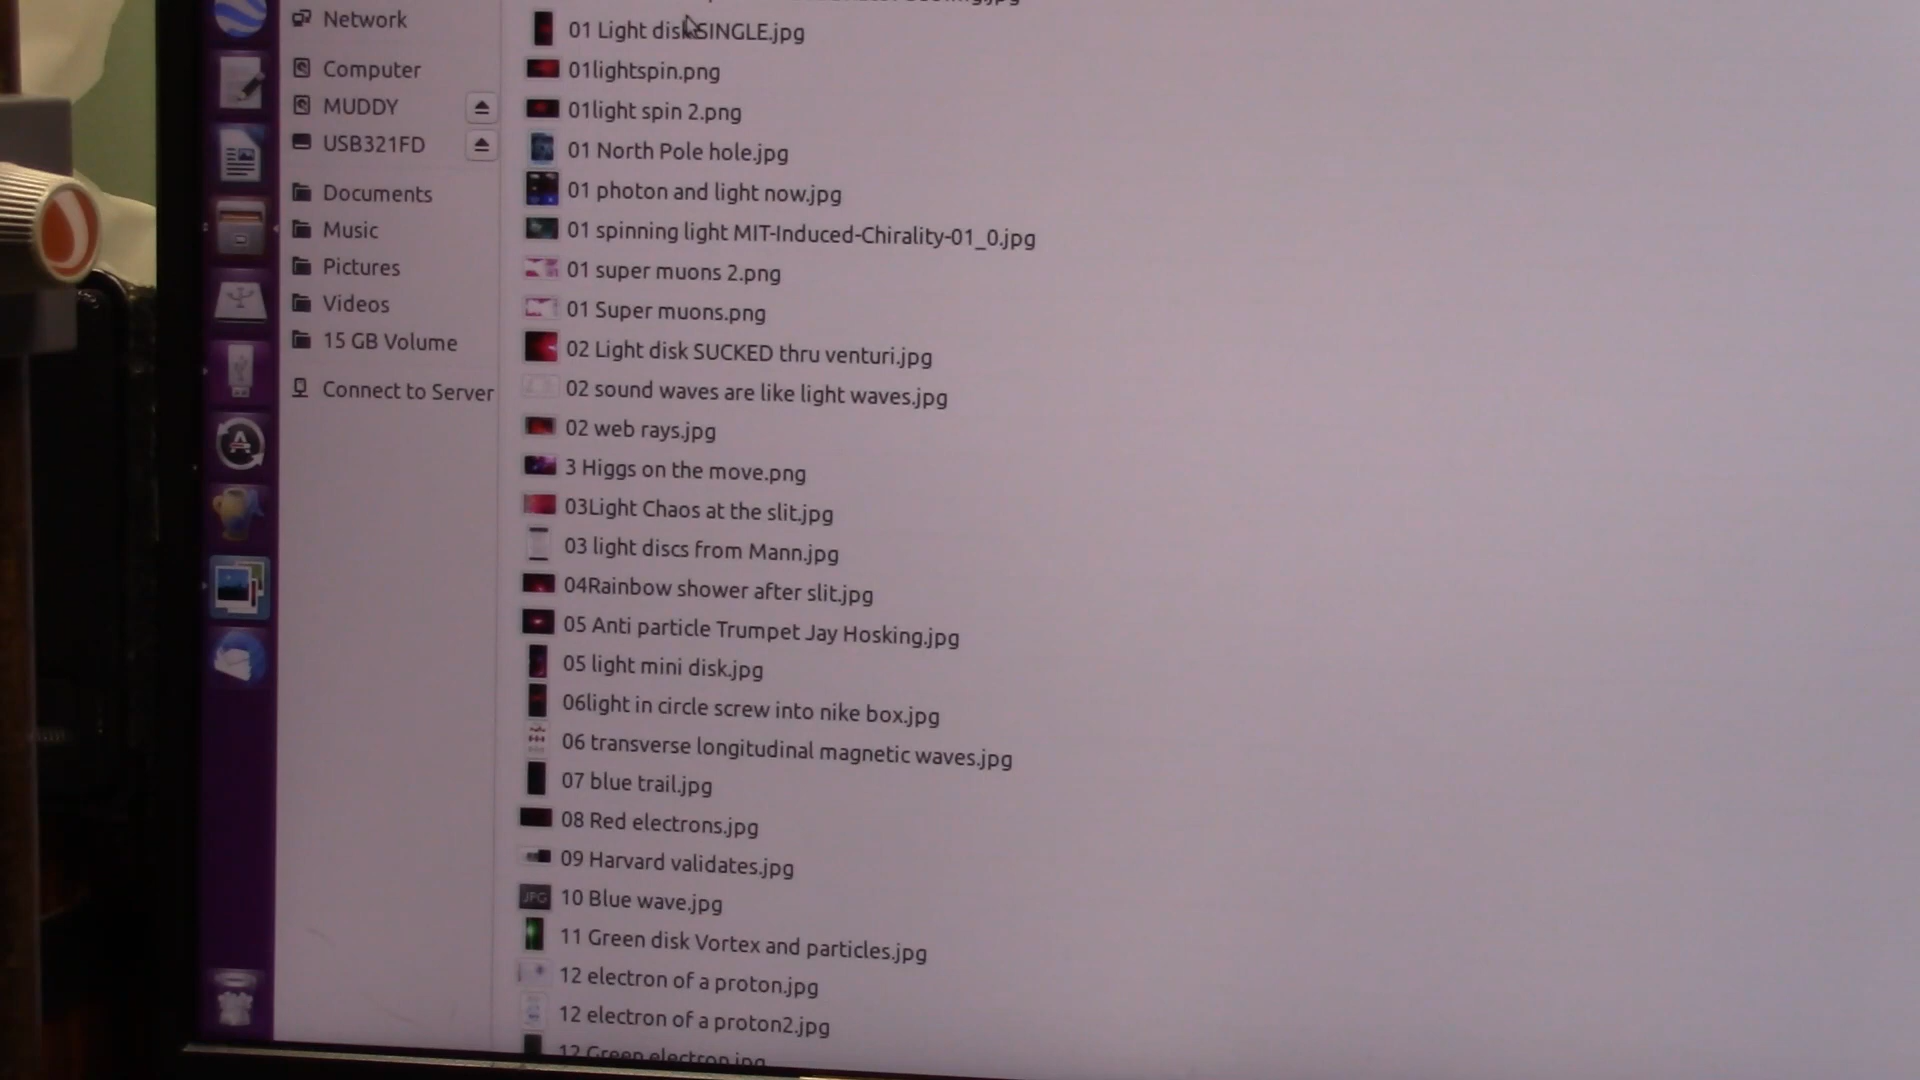 Network
Computer
MUDDY
USB321FD
Documents
Music
Pictures
Videos
15 GB Volume
Connect to Server
01 Light disk SINGLE.jpg
01lightspin.png
01light spin 2.png
01 North Pole hole.jpg
01 photon and light now.jpg
01 spinning light MIT-Induced-Chirality-01_0.jpg
01 super muons 2.png
01 Super muons.png
02 Light disk SUCKED thru venturi.jpg
02 sound waves are like light waves.jpg
02 web rays.jpg
3 Higgs on the move.png
03Light Chaos at the slit.jpg
03 light discs from Mann.jpg
04Rainbow shower after slit.jpg
05 Anti particle Trumpet Jay Hosking.jpg
05 light mini disk.jpg
06light in circle screw into nike box.jpg
06 transverse longitudinal magnetic waves.jpg
07 blue trail.jpg
08 Red electrons.jpg
09 Harvard validates.jpg
JPG
10 Blue wave.jpg
11 Green disk Vortex and particles.jpg
12 electron of a proton.jpg
12 electron of a proton2.jpg
12 Green electron.jpg